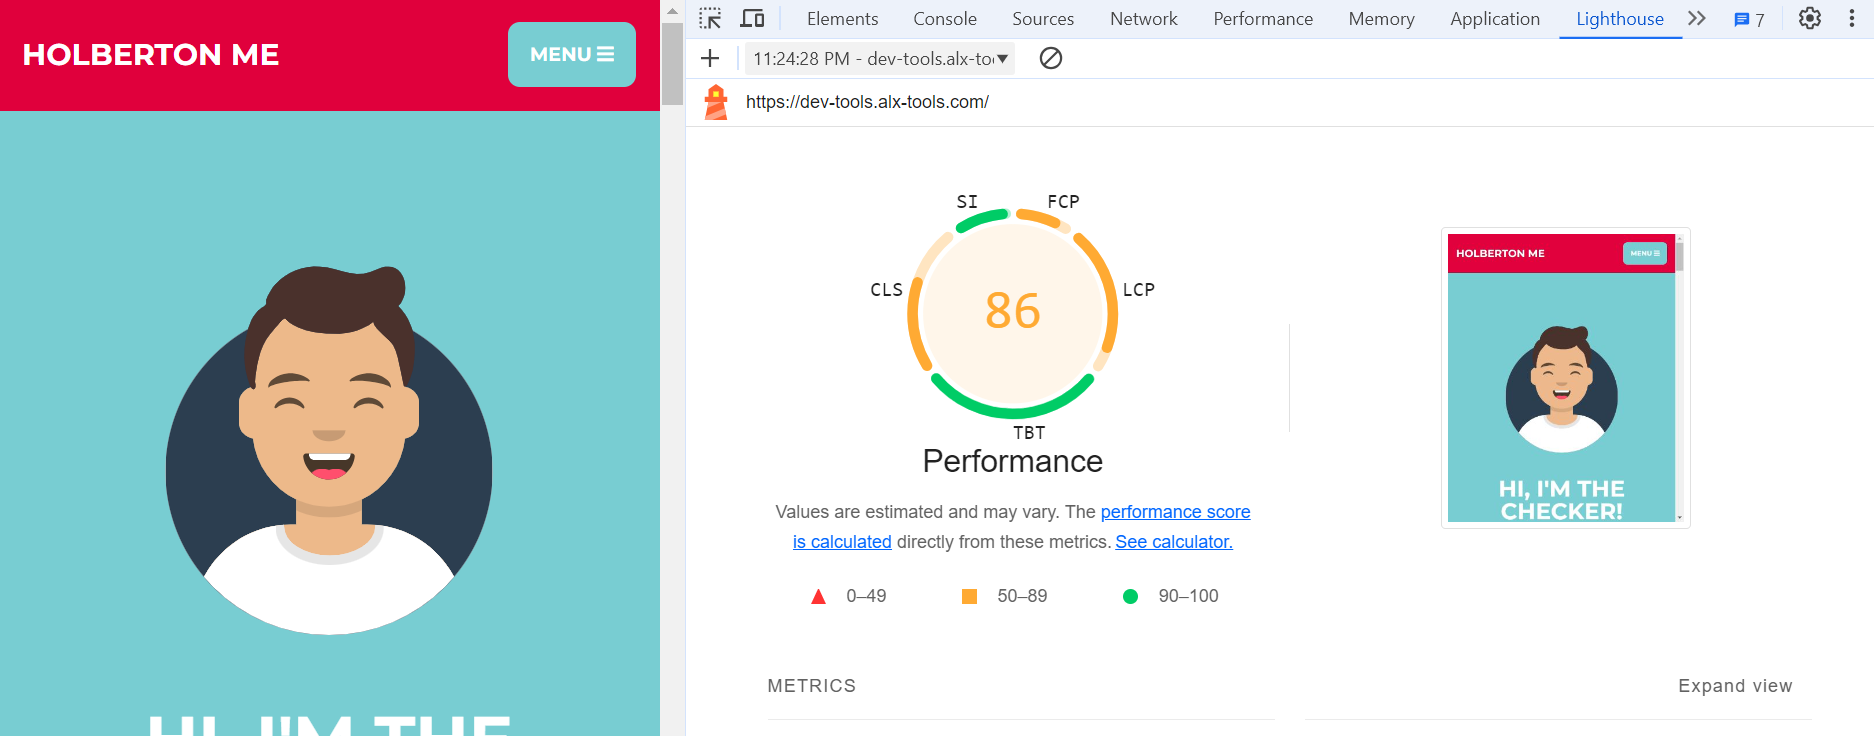 HOLBERTON ME
MENU
HI, I'M THE
Elements Console Sources Network Performance Memory Application Lighthouse 7
11:24:28 PM - dev-tools.alx-to
https://dev-tools.alx-tools.com/
SI
FCP
CLS
86
LCP
TBT
Performance
Values are estimated and may vary. The performance score
is calculated directly from these metrics. See calculator.
0–49
50–89
90–100
HOLBERTON ME
MENU
HI, I'M THE
CHECKER!
METRICS
Expand view